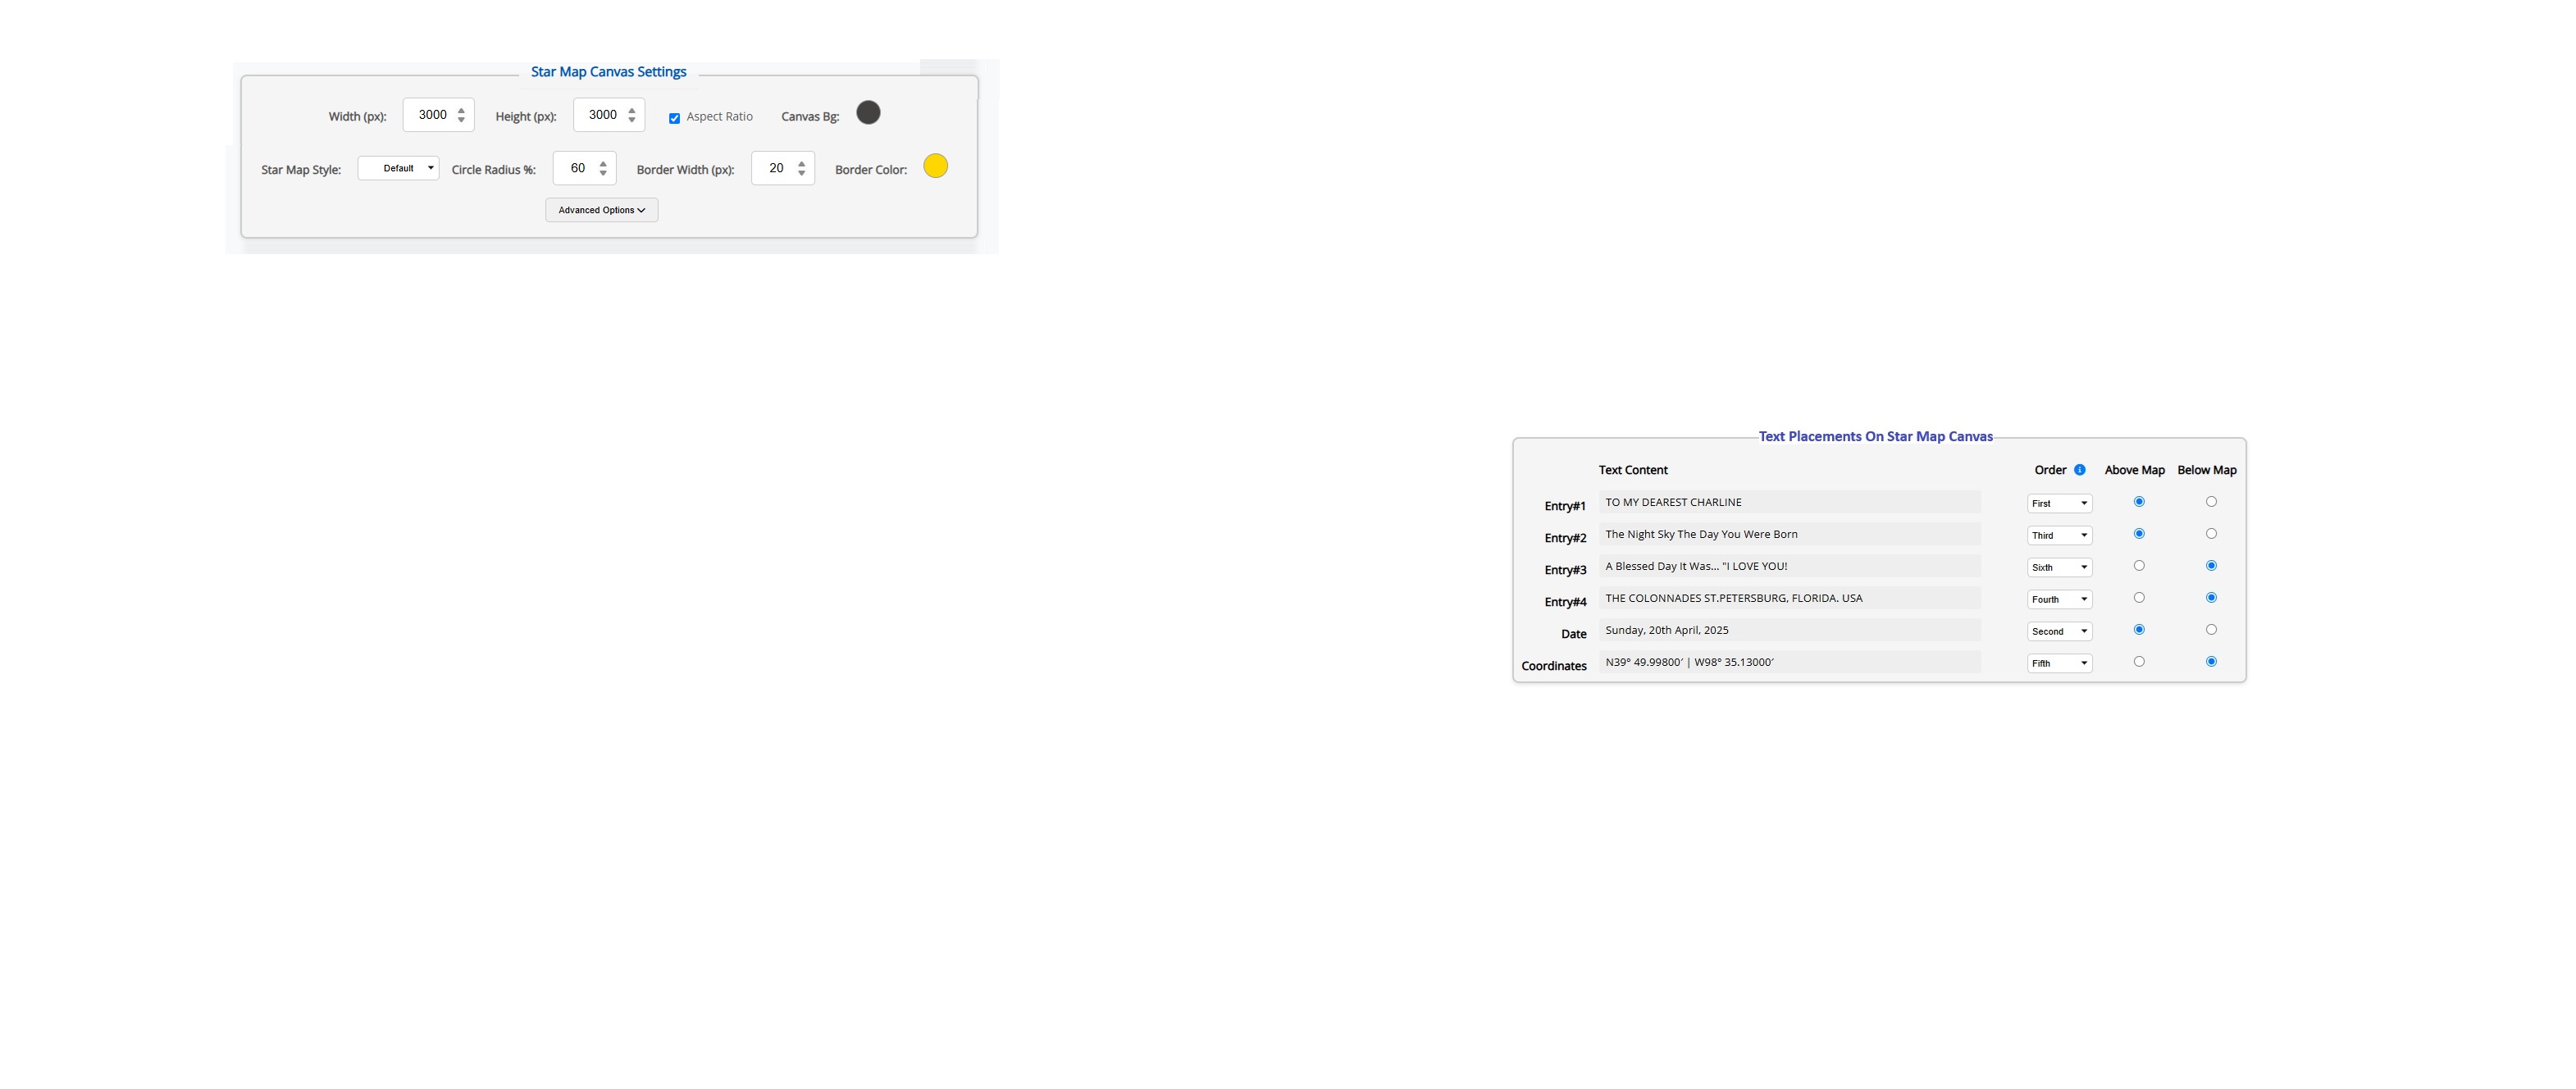 Star Map Canvas Settings
Width (px): 3000 Height (px): 3000 Aspect Ratio Canvas Bg:
Star Map Style: Default Circle Radius %: 60 Border Width (px): 20 Border Color:
Advanced Options
Text Placements On Star Map Canvas
Text Content Order i Above Map Below Map
Entry#1 TO MY DEAREST CHARLINE First
Entry#2 The Night Sky The Day You Were Born Third
Entry#3 A Blessed Day It Was... "I LOVE YOU! Sixth
Entry#4 THE COLONNADES ST.PETERSBURG, FLORIDA. USA Fourth
Date Sunday, 20th April, 2025 Second
Coordinates N39° 49.99800′ | W98° 35.13000′ Fifth